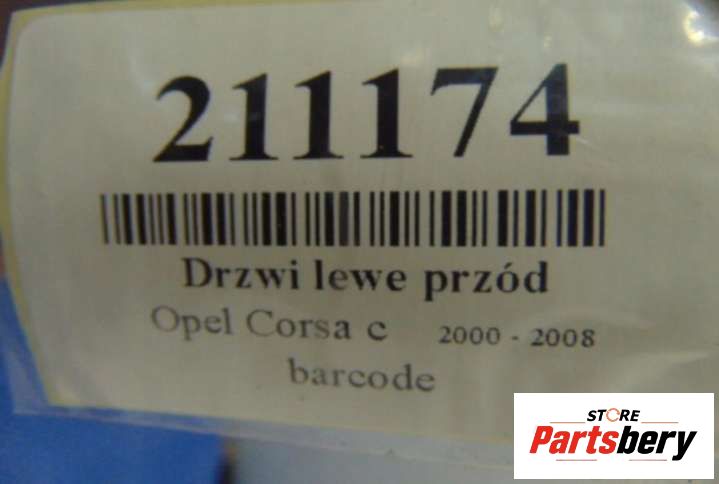 211174
Drzwi lewe przód
Opel Corsa c 2000 - 2008
barcode
STORE
Partsbery